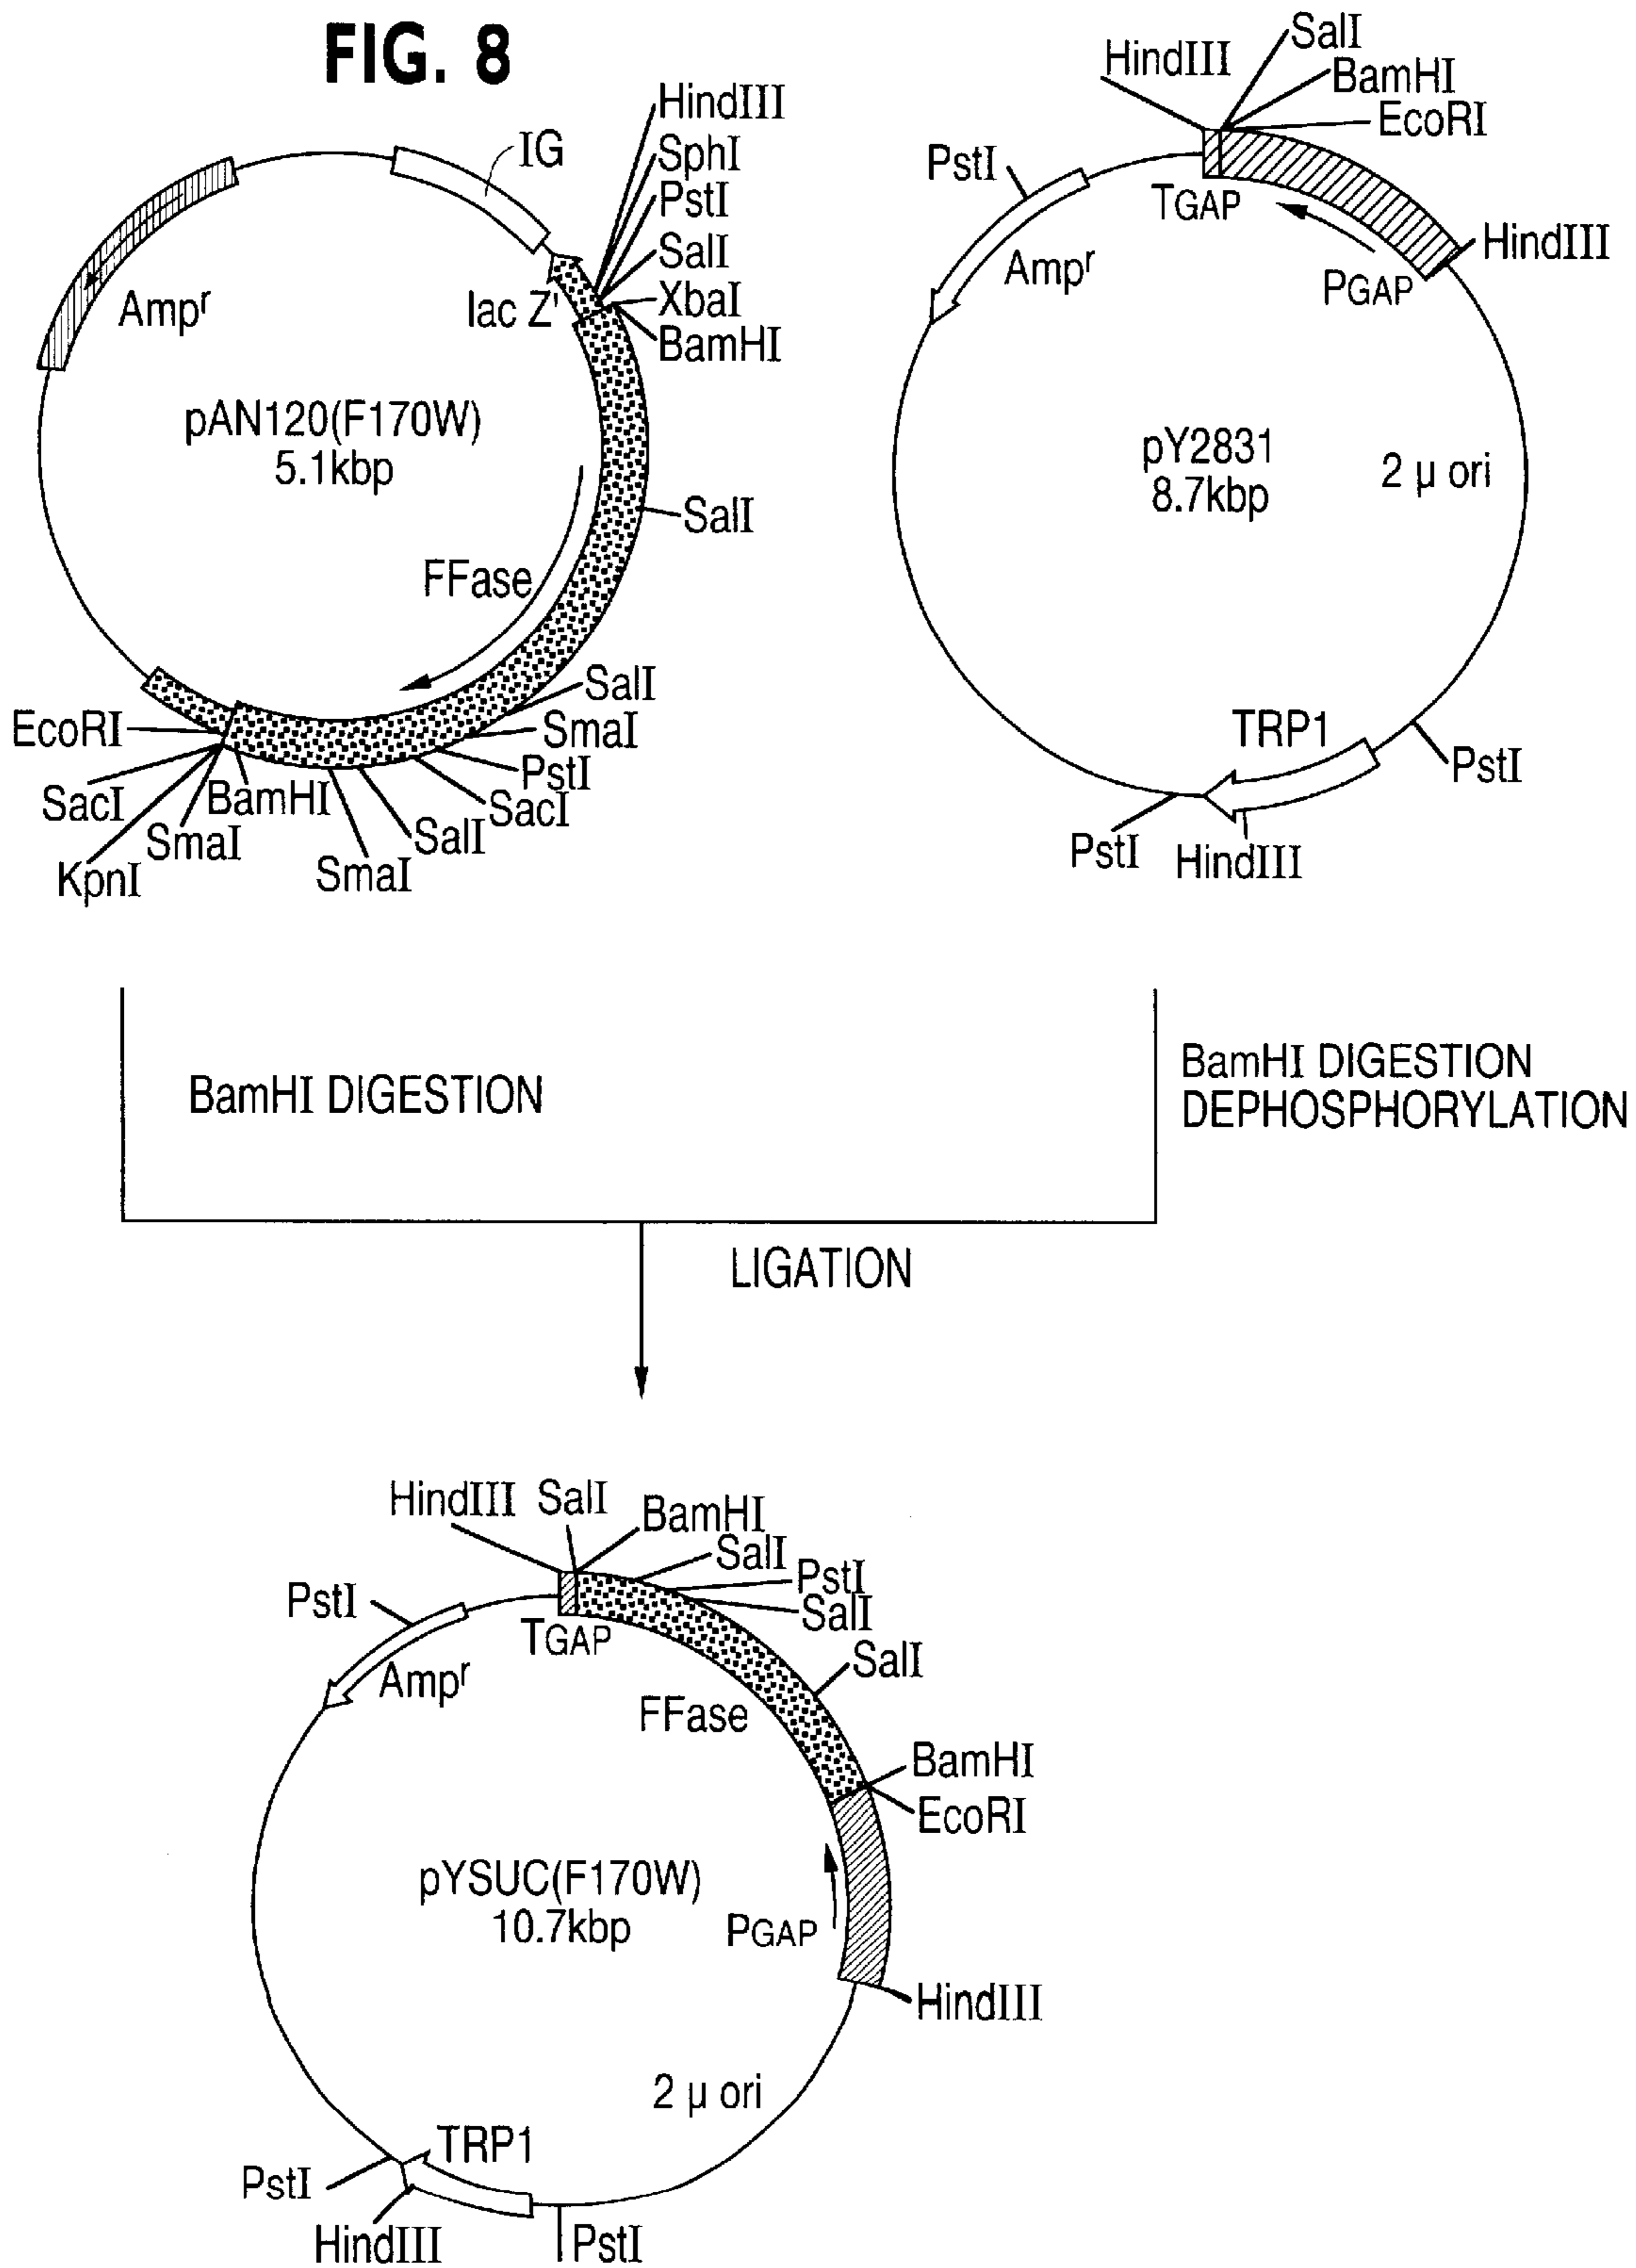 FIG. 8
IG
HindIII
SphI
PstI
SalI
XbaI
BamHI
lac Z'
Ampr
pAN120(F170W)
5.1kbp
SalI
FFase
SalI
SmaI
PstI
SacI
SalI
SmaI
BamHI
EcoRI
SacI
SmaI
KpnI
HindIII
SalI
BamHI
EcoRI
PstI
TGAP
HindIII
Ampr
PGAP
pY2831
8.7kbp
2 µ ori
TRP1
PstI
PstI
HindIII
BamHI DIGESTION
BamHI DIGESTION
DEPHOSPHORYLATION
LIGATION
HindIII
SalI
BamHI
SalI
PstI
SalI
PstI
TGAP
Ampr
SalI
FFase
BamHI
EcoRI
pYSUC(F170W)
10.7kbp
PGAP
HindIII
2 µ ori
TRP1
PstI
HindIII
PstI